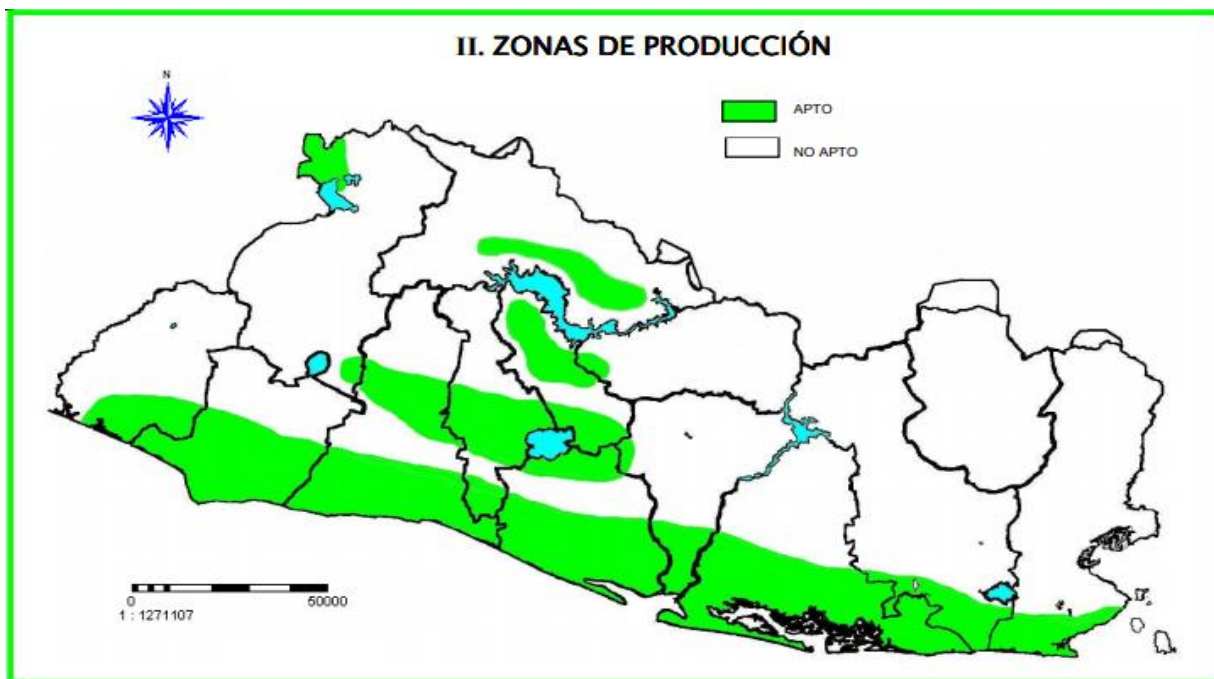 II. ZONAS DE PRODUCCIÓN
N
APTO
NO APTO
0 50000
1 : 1271107